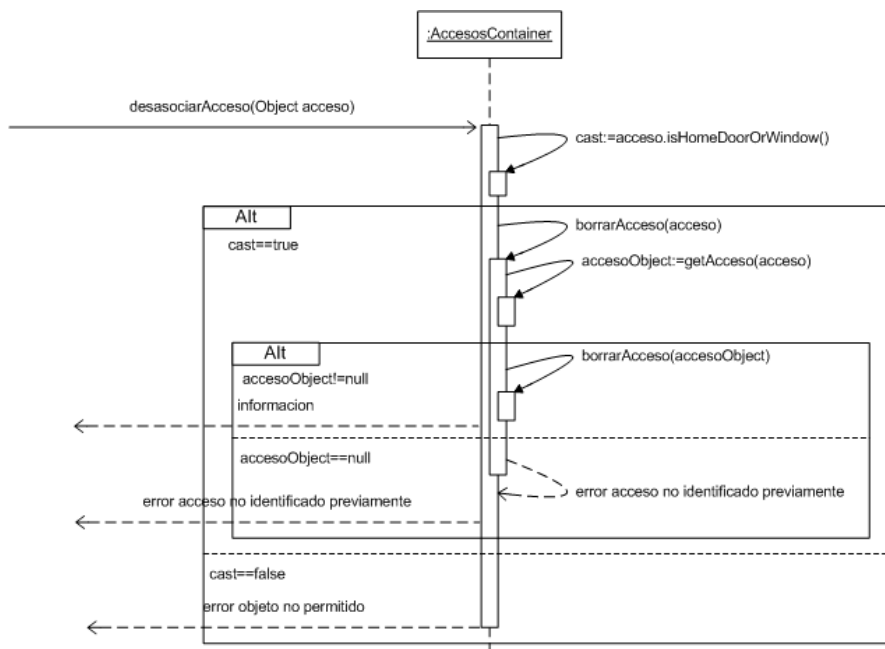 :AccesosContainer
desasociarAcceso(Object acceso)
cast:=acceso.isHomeDoorOrWindow()
Alt
cast==true
borrarAcceso(acceso)
accesoObject:=getAcceso(acceso)
Alt
accesoObject!=null
borrarAcceso(accesoObject)
informacion
accesoObject==null
error acceso no identificado previamente
error acceso no identificado previamente
cast==false
error objeto no permitido